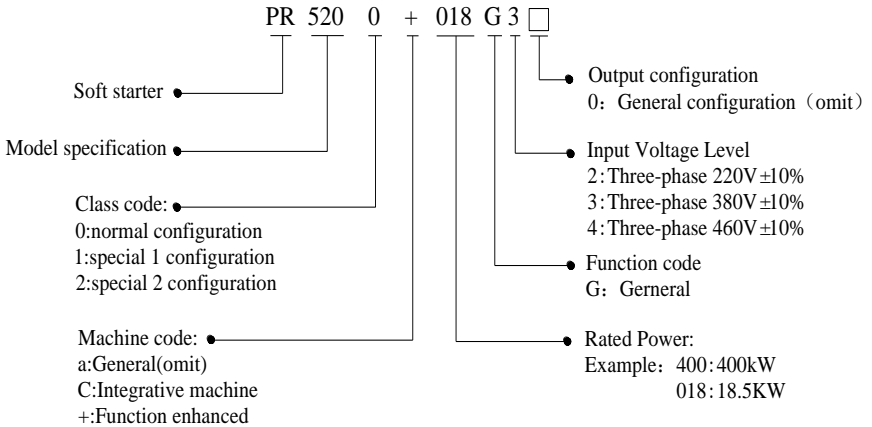 PR 520 0 + 018 G 3 □
Soft starter
Model specification
Class code:
0:normal configuration
1:special 1 configuration
2:special 2 configuration
Machine code:
a:General(omit)
C:Integrative machine
+:Function enhanced
Output configuration
0：General configuration（omit）
Input Voltage Level
2:Three-phase 220V±10%
3:Three-phase 380V±10%
4:Three-phase 460V±10%
Function code
G：Gerneral
Rated Power:
Example：400:400kW
018:18.5KW